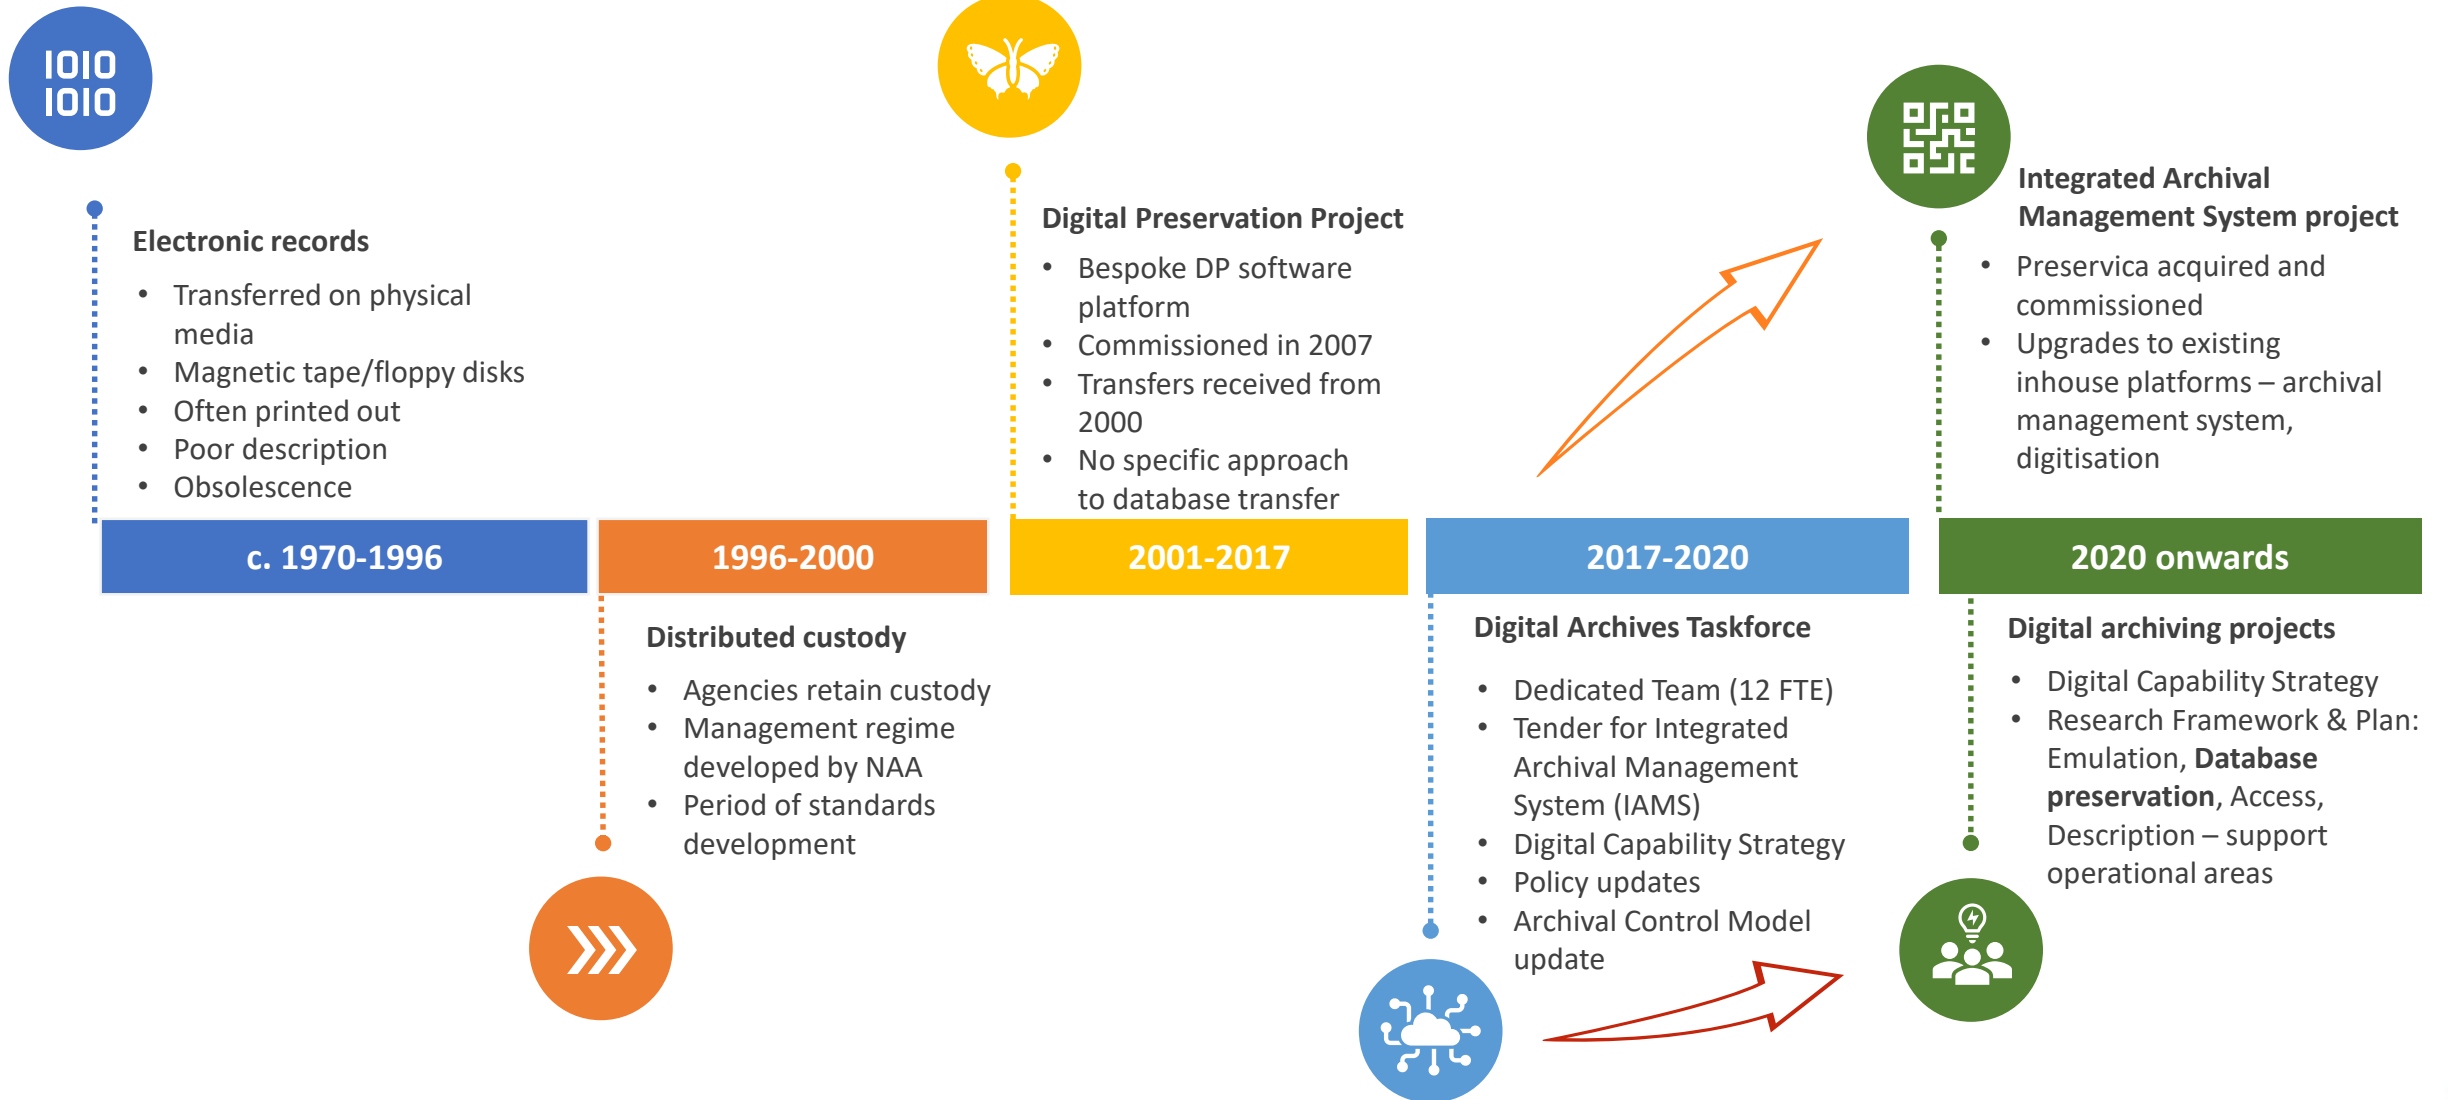 1010
1010
Electronic records
• Transferred on physical
media
• Magnetic tape/floppy disks
• Often printed out
• Poor description
• Obsolescence
c. 1970-1996
1996-2000
Distributed custody
• Agencies retain custody
• Management regime
developed by NAA
• Period of standards
development
Digital Preservation Project
• Bespoke DP software
platform
• Commissioned in 2007
• Transfers received from
2000
• No specific approach
to database transfer
2001-2017
2017-2020
Digital Archives Taskforce
• Dedicated Team (12 FTE)
• Tender for Integrated
Archival Management
System (IAMS)
• Digital Capability Strategy
• Policy updates
• Archival Control Model
update
Integrated Archival
Management System project
• Preservica acquired and
commissioned
• Upgrades to existing
inhouse platforms – archival
management system,
digitisation
2020 onwards
Digital archiving projects
• Digital Capability Strategy
• Research Framework & Plan:
Emulation, Database
preservation, Access,
Description – support
operational areas